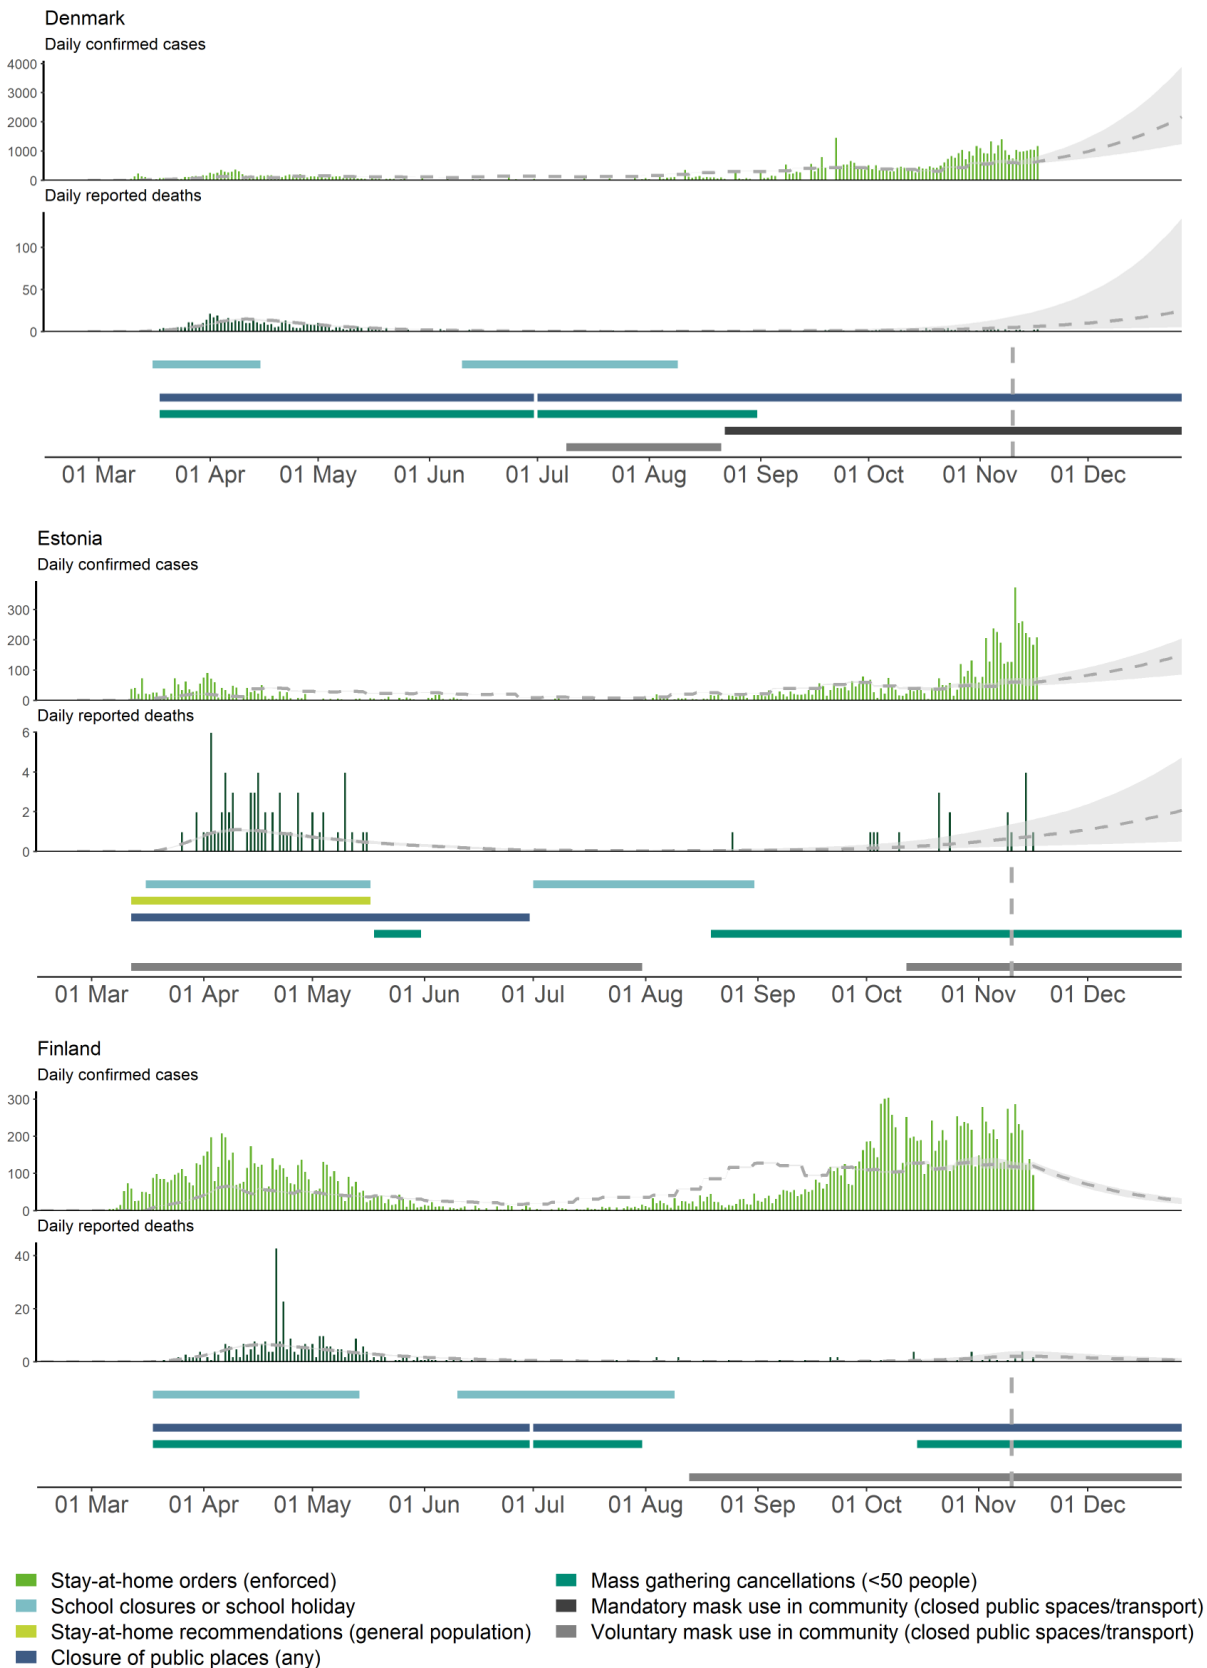 Denmark
Daily confirmed cases
4000
3000
2000
1000
0
Daily reported deaths
100
50
0
01 Mar 01 Apr 01 May 01 Jun 01 Jul 01 Aug 01 Sep 01 Oct 01 Nov 01 Dec
Estonia
Daily confirmed cases
300
200
100
0
Daily reported deaths
6
4
2
0
01 Mar 01 Apr 01 May 01 Jun 01 Jul 01 Aug 01 Sep 01 Oct 01 Nov 01 Dec
Finland
Daily confirmed cases
300
200
100
0
Daily reported deaths
40
20
0
01 Mar 01 Apr 01 May 01 Jun 01 Jul 01 Aug 01 Sep 01 Oct 01 Nov 01 Dec
Stay-at-home orders (enforced)
School closures or school holiday
Stay-at-home recommendations (general population)
Closure of public places (any)
Mass gathering cancellations (<50 people)
Mandatory mask use in community (closed public spaces/transport)
Voluntary mask use in community (closed public spaces/transport)